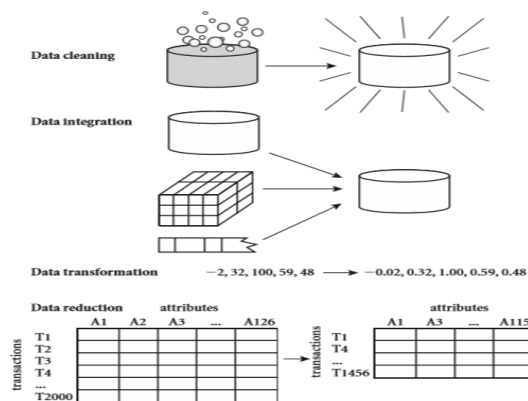 Data cleaning
Data integration
Data transformation −2, 32, 100, 59, 48 −0.02, 0.32, 1.00, 0.59, 0.48
Data reduction attributes attributes
A1 A2 A3 ... A126 A1 A3 ... A115
transactions
T1
T2
T3
T4
...
T2000
transactions
T1
T4
...
T1456